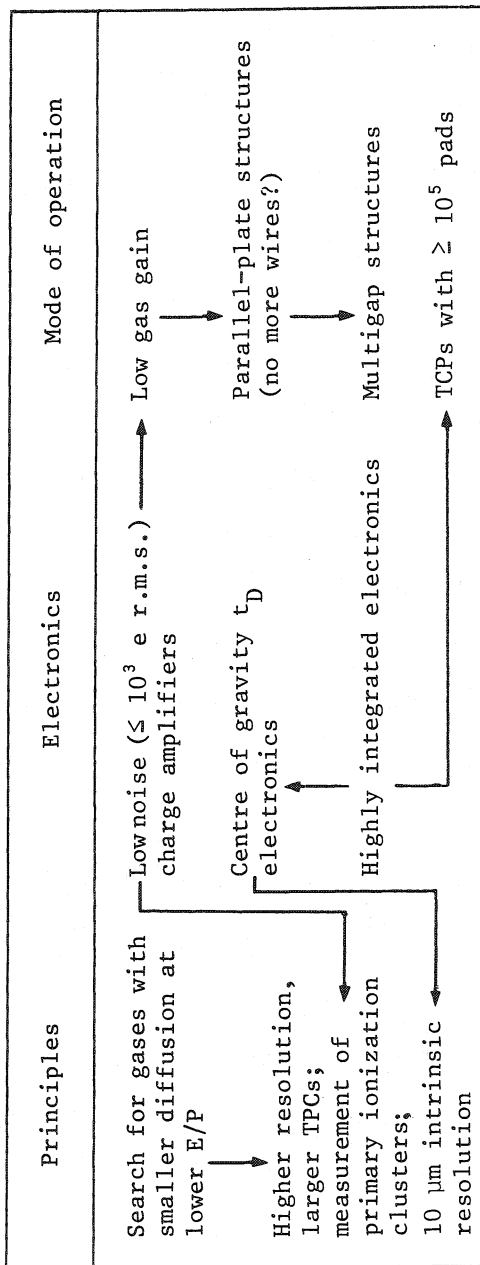 Principles
Electronics
Mode of operation
Search for gases with
smaller diffusion at
lower E/P
Higher resolution,
larger TPCs;
measurement of
primary ionization
clusters;
10 μm intrinsic
resolution
Low noise (≤ 10³ e r.m.s.)
charge amplifiers
Centre of gravity t_D
electronics
Highly integrated electronics
Low gas gain
Parallel-plate structures
(no more wires?)
Multigap structures
TCPs with ≥ 10⁵ pads